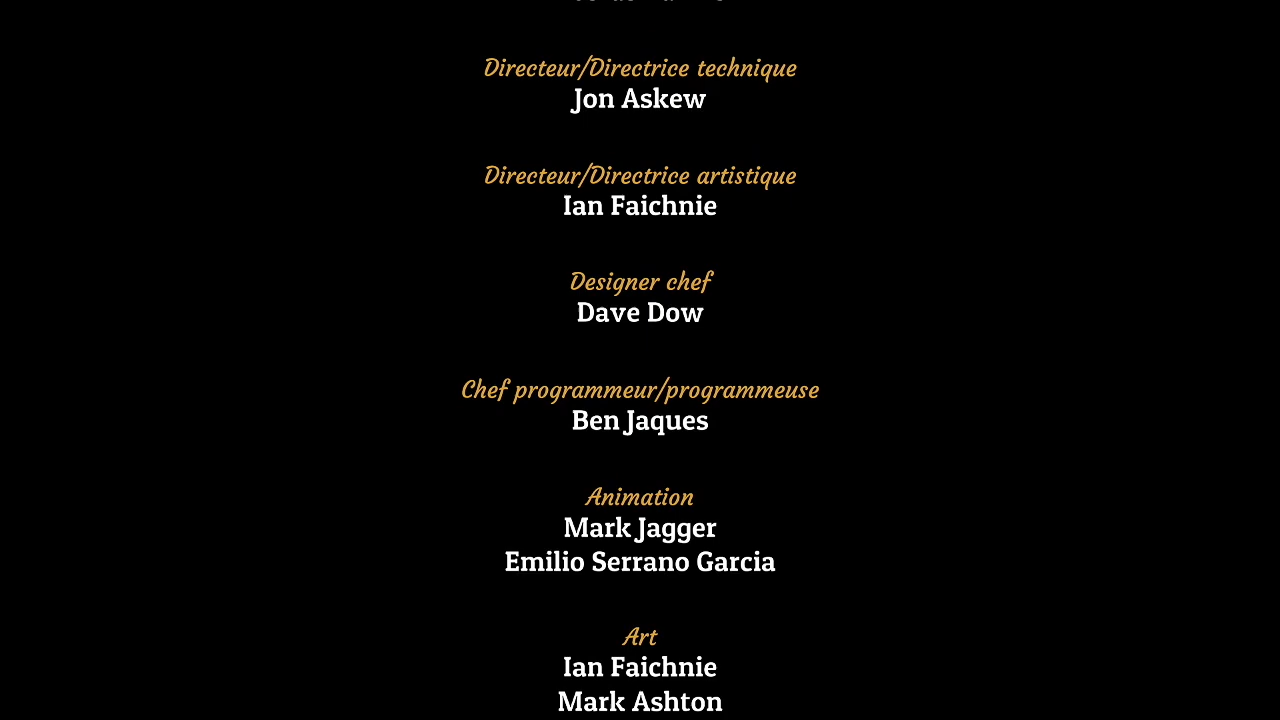 Directeur/Directrice technique
Jon Askew
Directeur/Directrice artistique
Ian Faichnie
Designer chef
Dave Dow
Chef programmeur/programmeuse
Ben Jaques
Animation
Mark Jagger
Emilio Serrano Garcia
Art
Ian Faichnie
Mark Ashton